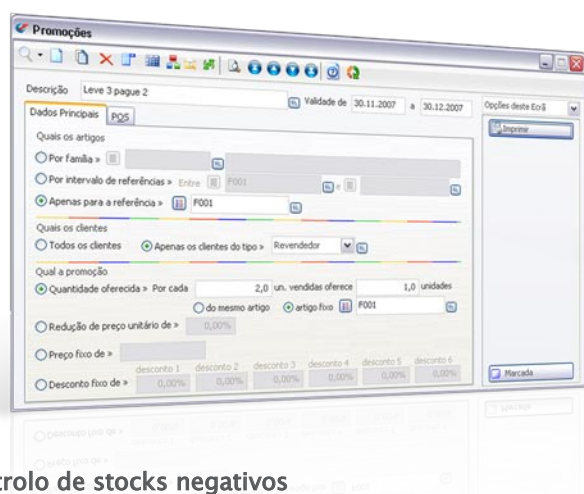 Promoções
Descrição Leve 3 pague 2 Validade de 30.11.2007 a 30.12.2007 Opções deste Ecrã
Dados Principais POS Imprimir
Quais os artigos
Por família »
Por intervalo de referências » Entre F001 e
Apenas para a referência » F001
Quais os clientes
Todos os clientes Apenas os clientes do tipo » Revendedor
Qual a promoção
Quantidade oferecida » Por cada 2,0 un. vendidas oferece 1,0 unidades
do mesmo artigo artigo fixo F001
Redução de preço unitário de » 0,00%
Preço fixo de »
desconto 1 desconto 2 desconto 3 desconto 4 desconto 5 desconto 6
Desconto fixo de » 0,00% 0,00% 0,00% 0,00% 0,00% 0,00% Marcada
trolo de stocks negativos